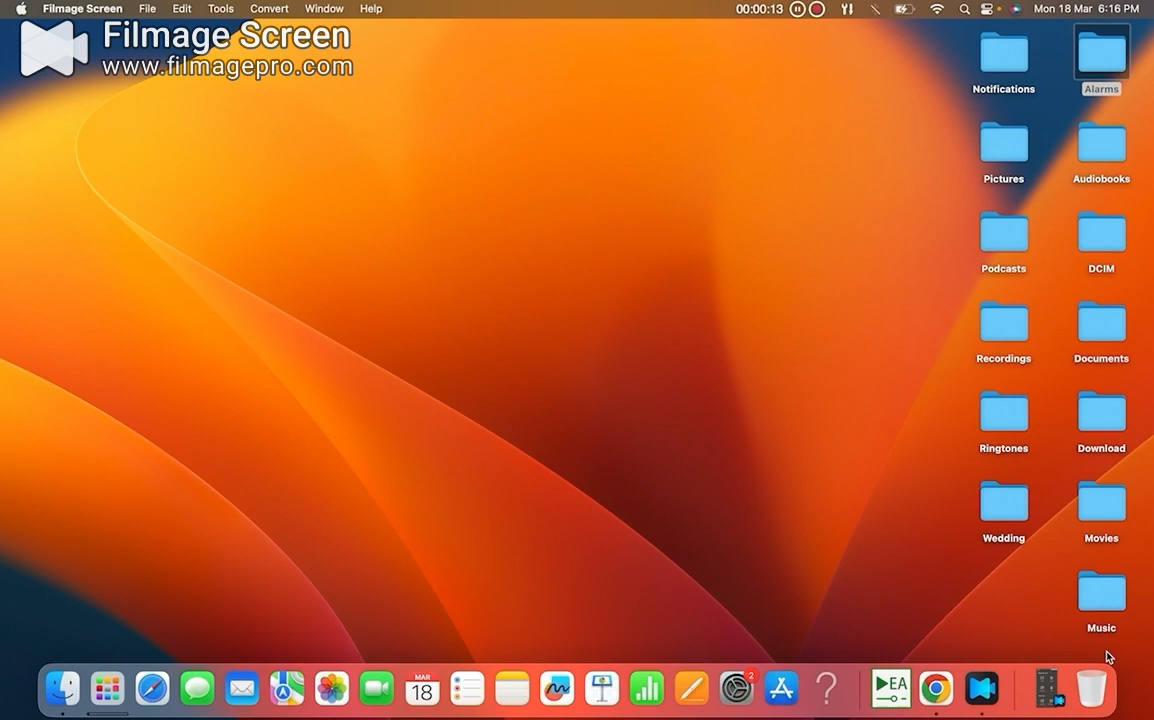 Filmage Screen File Edit Tools Convert Window Help 00:00:13 Mon 18 Mar 6:16 PM
Filmage Screen
www.filmagepro.com
Notifications Alarms
Pictures Audiobooks
Podcasts DCIM
Recordings Documents
Ringtones Download
Wedding Movies
Music
MAR
18
2
EA